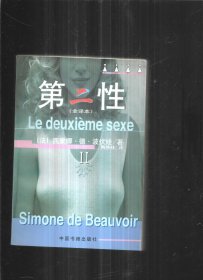 第二性
(全译本)
Le deuxième sexe
(法) 西蒙娜·德·波伏娃 著
II
Simone de Beauvoir
中国书籍出版社